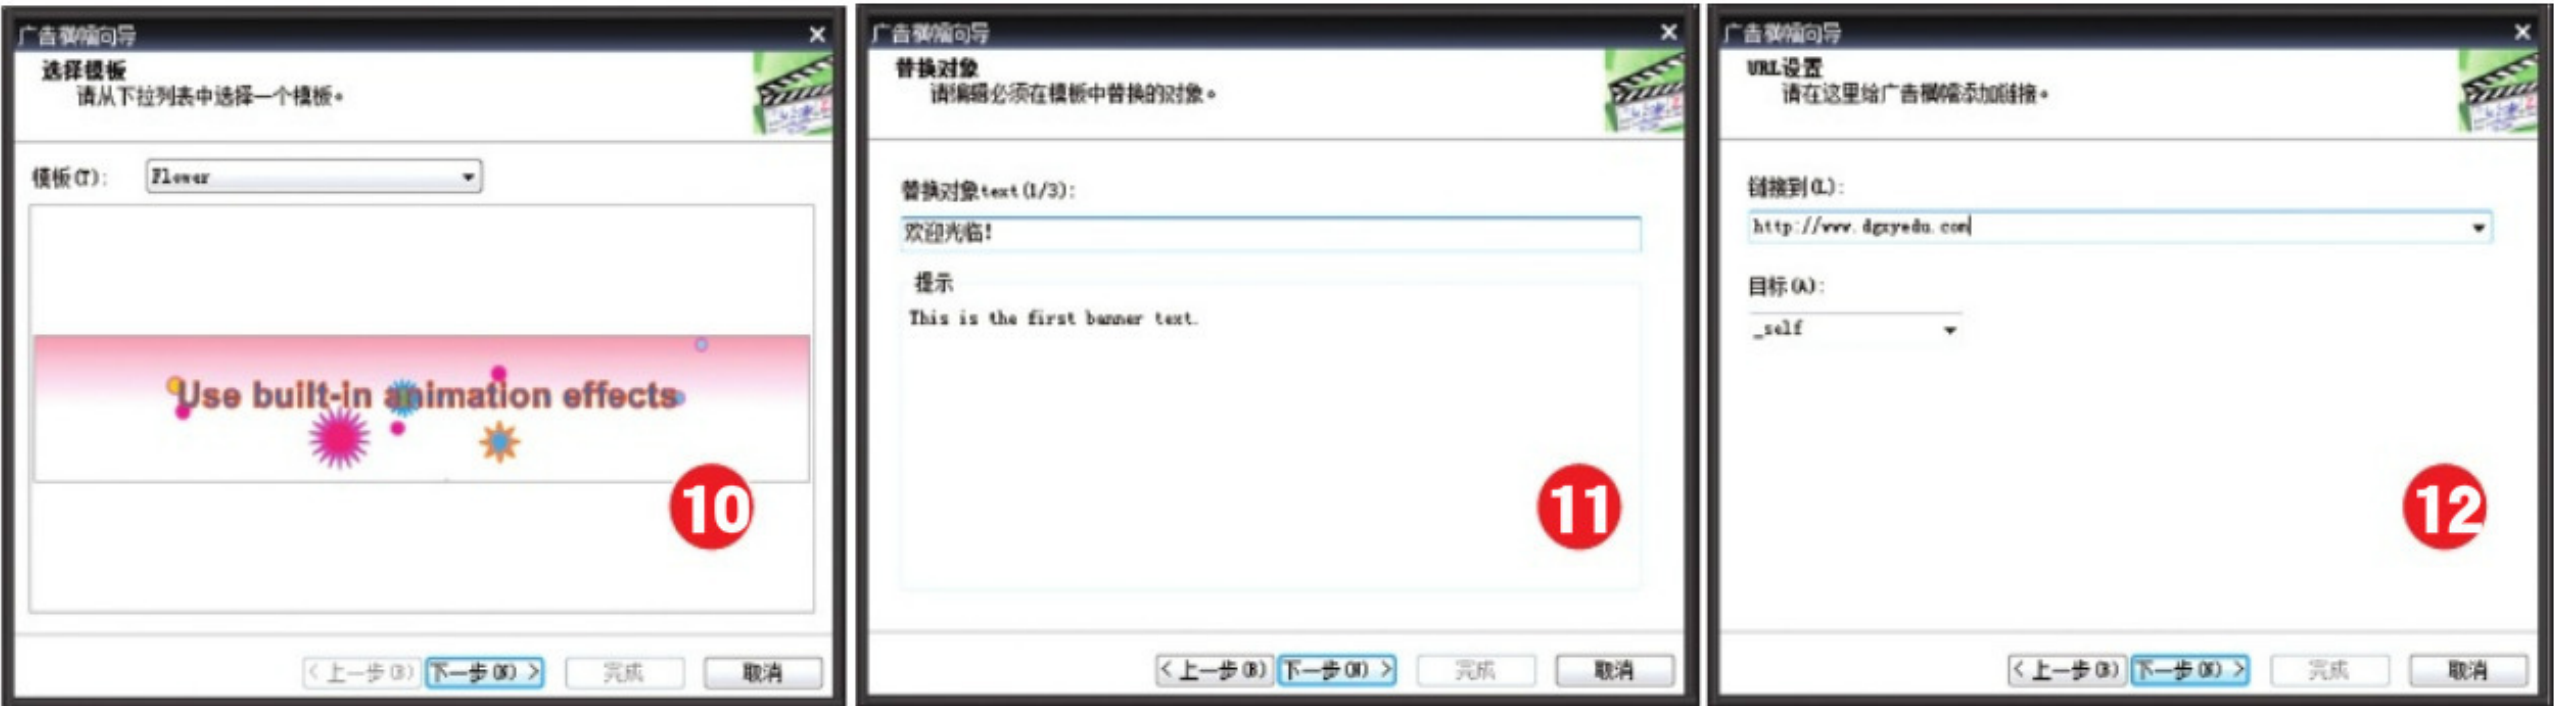 广告横幅向导
选择模板
请从下拉列表中选择一个模板。
模板(T):
Flower
Use built-in animation effects
10
< 上一步(B)
下一步(N) >
完成
取消
广告横幅向导
替换对象
请编辑必须在模板中替换的对象。
替换对象text(1/3):
欢迎光临!
提示
This is the first banner text.
11
< 上一步(B)
下一步(N) >
完成
取消
广告横幅向导
URL设置
请在这里给广告横幅添加链接。
链接到(L):
http://www.dgxyedu.com
目标(A):
_self
12
< 上一步(B)
下一步(N) >
完成
取消